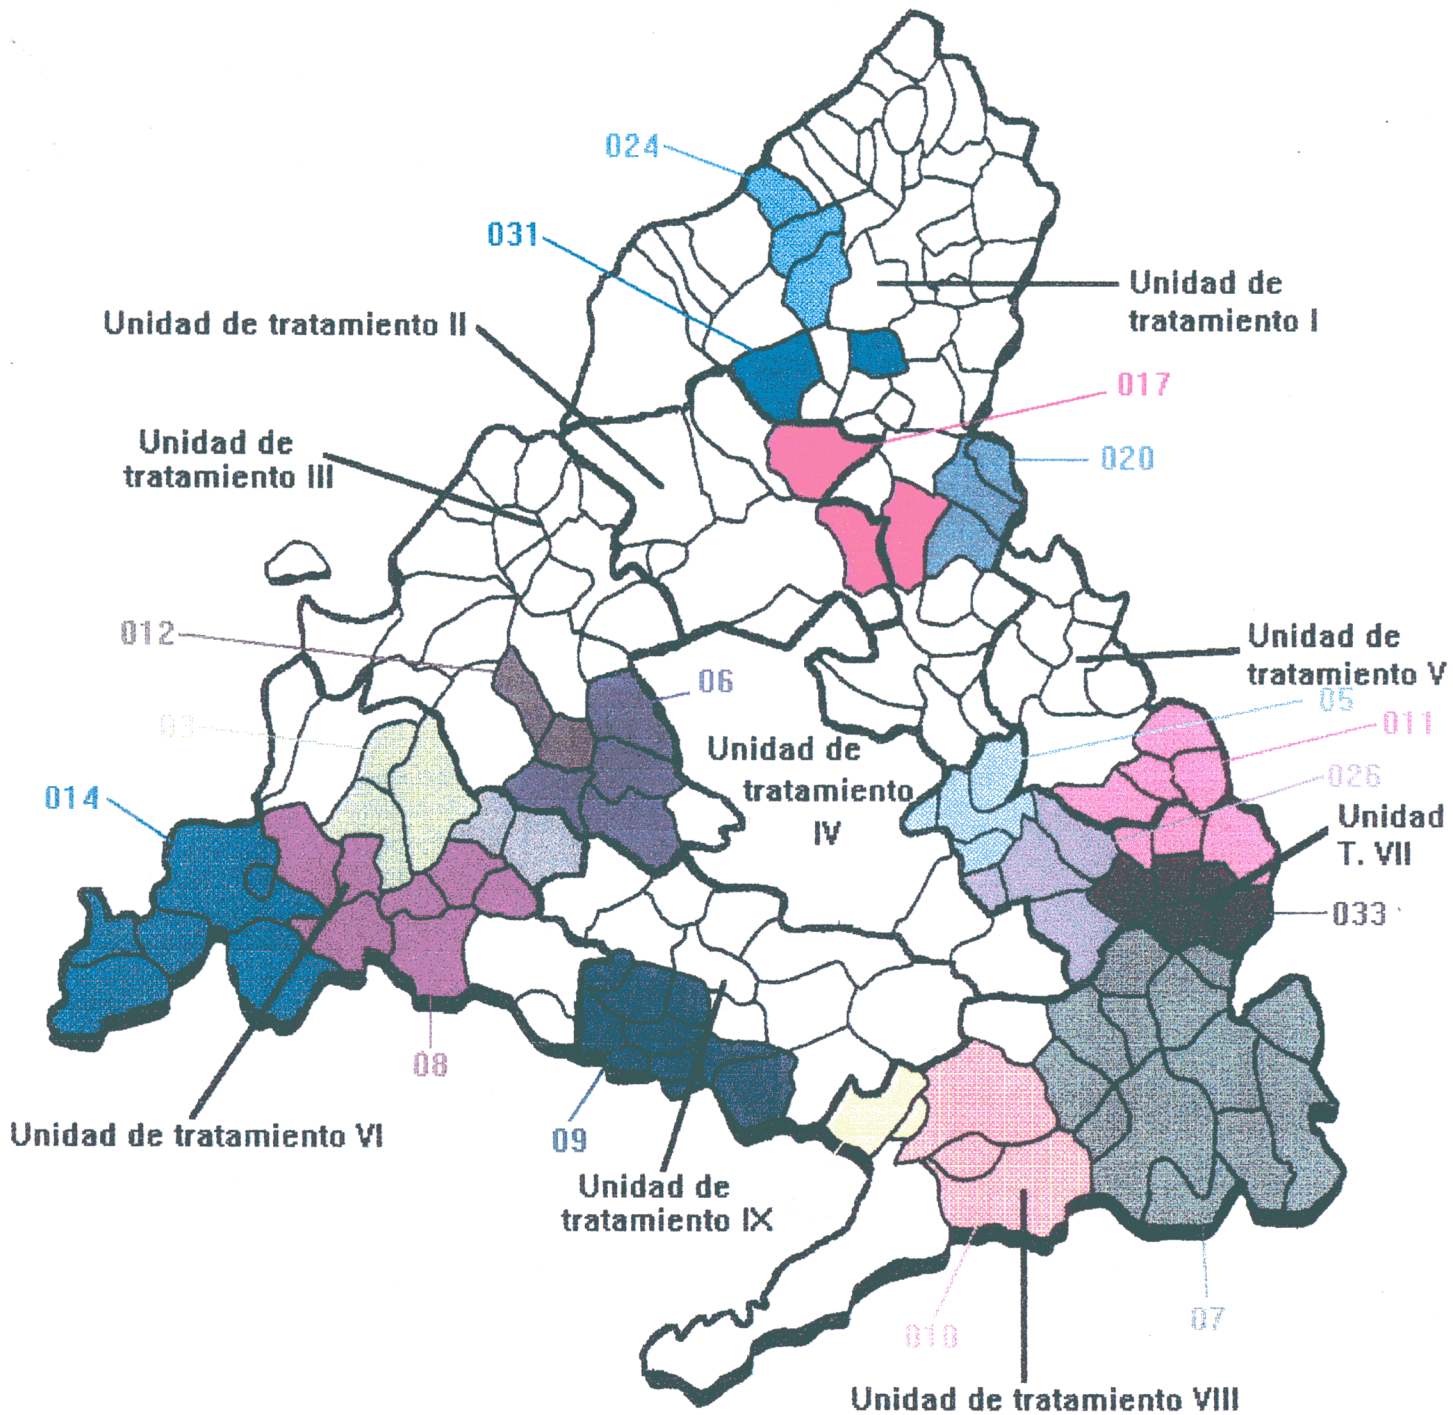 024
031
Unidad de
tratamiento I
Unidad de tratamiento II
017
Unidad de
tratamiento III
020
012
Unidad de
tratamiento V
06
05
03
011
Unidad de
tratamiento
IV
026
014
Unidad
T. VII
033
08
Unidad de tratamiento VI
09
Unidad de
tratamiento IX
010
07
Unidad de tratamiento VIII